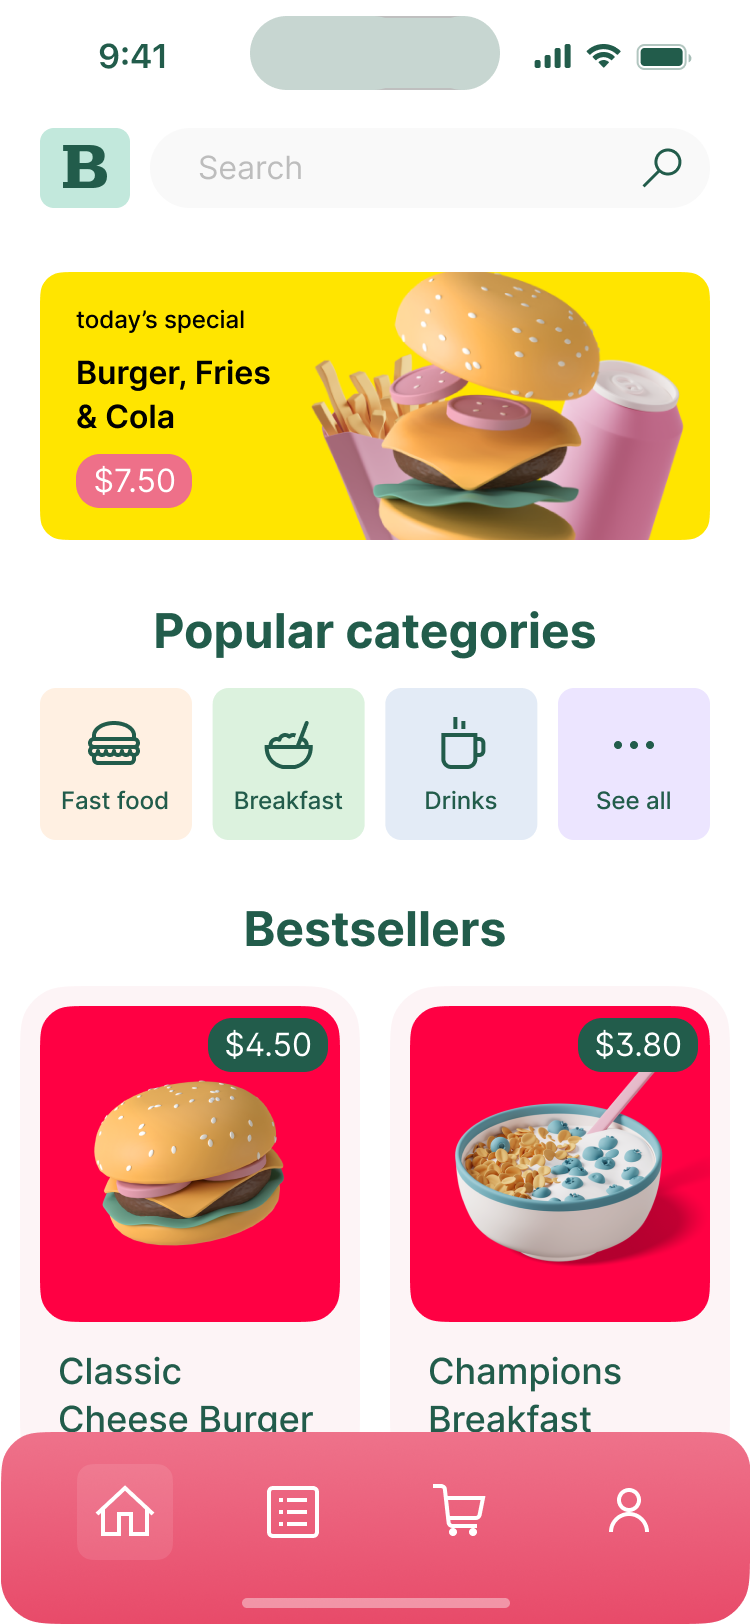 9:41
B
Search
today’s special
Burger, Fries
& Cola
$7.50
Popular categories
Fast food
Breakfast
Drinks
See all
Bestsellers
$4.50
$3.80
Classic
Cheese Burger
Champions
Breakfast